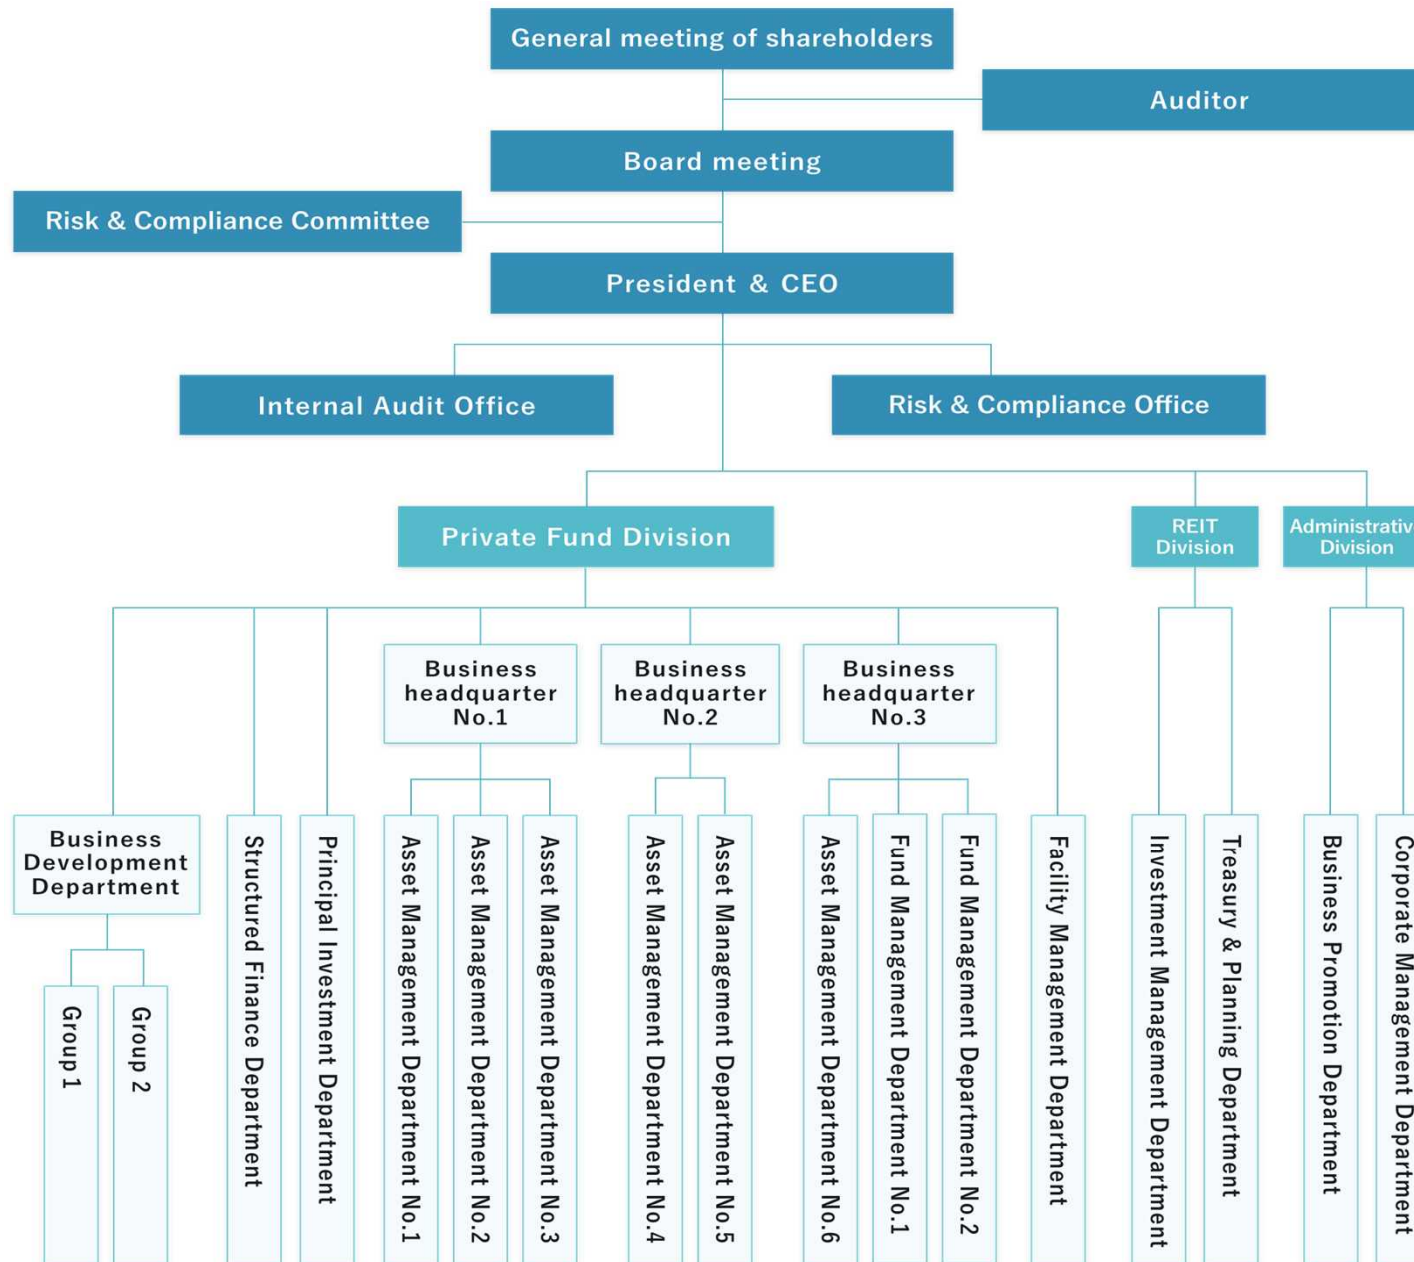 General meeting of shareholders
Auditor
Board meeting
Risk & Compliance Committee
President & CEO
Internal Audit Office
Risk & Compliance Office
Private Fund Division
REIT
Division
Administrativ
Division
Business
headquarter
No.1
Business
headquarter
No.2
Business
headquarter
No.3
Business
Development
Department
Structured Finance Department
Principal Investment Department
Asset Management Department No.1
Asset Management Department No.2
Asset Management Department No.3
Asset Management Department No.4
Asset Management Department No.5
Asset Management Department No.6
Fund Management Department No.1
Fund Management Department No.2
Facility Management Department
Investment Management Department
Treasury & Planning Department
Business Promotion Department
Corporate Management Department
Group 1
Group 2